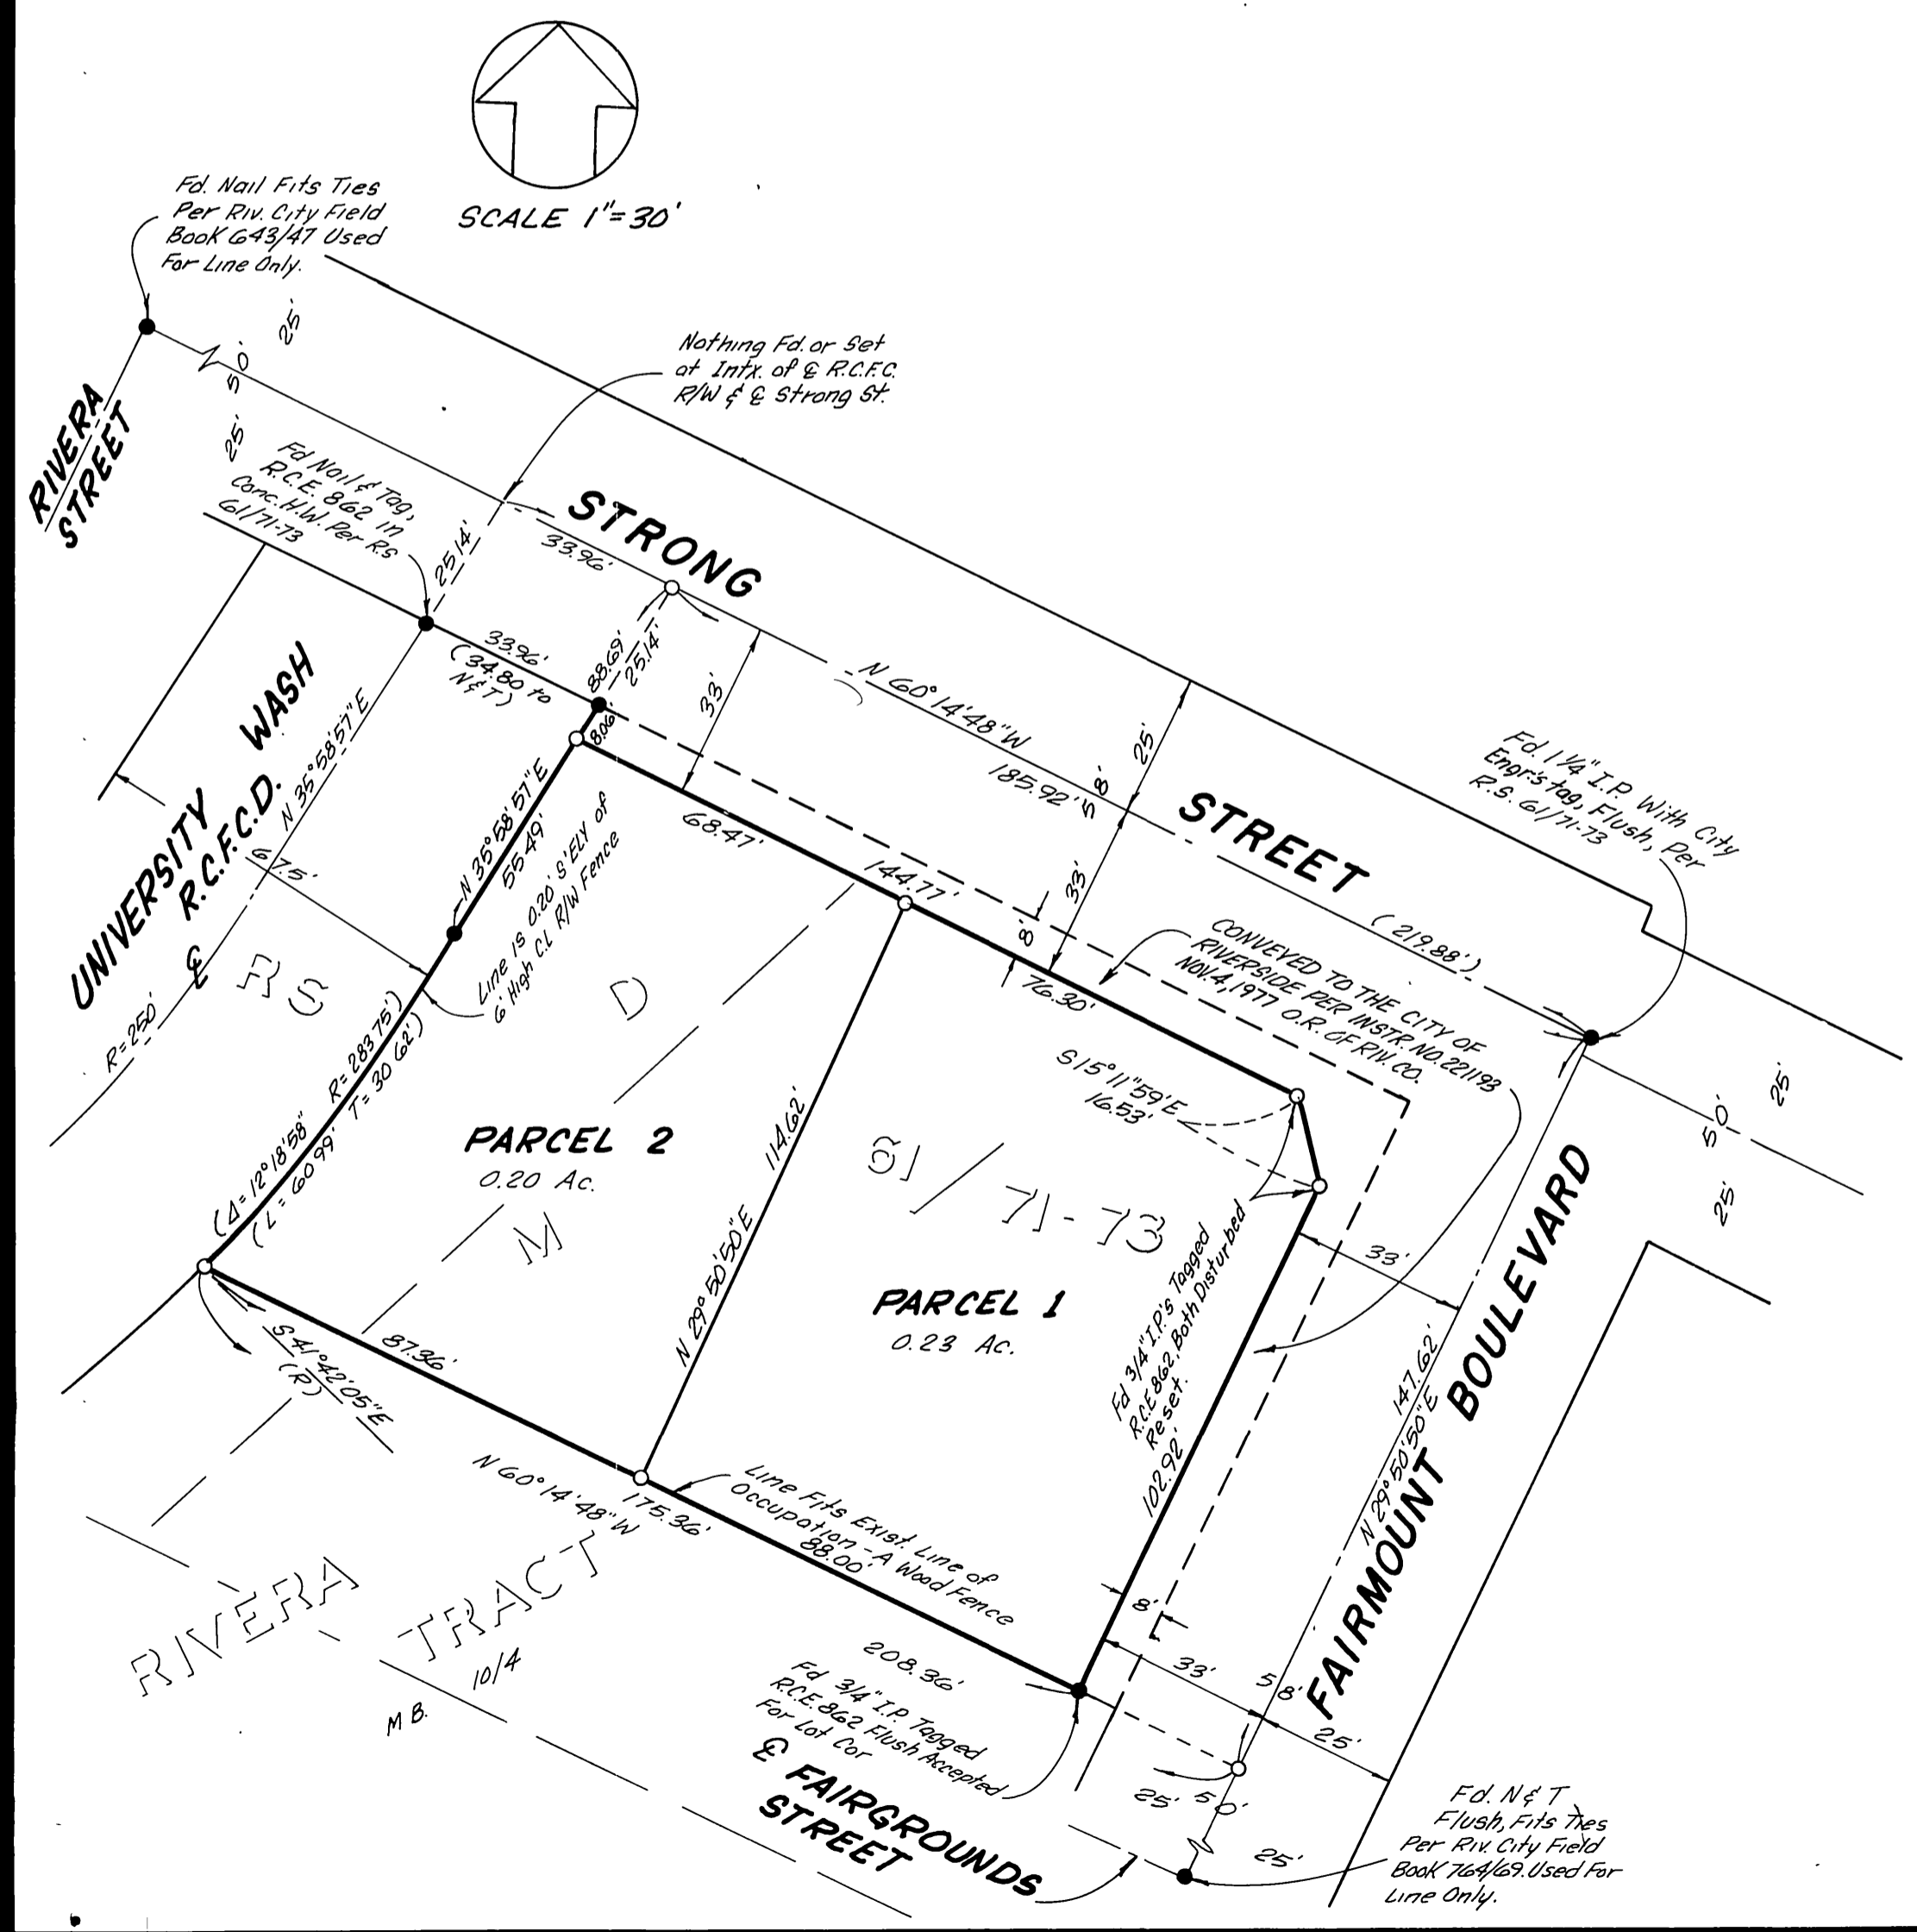 SCALE 1"=30'
Fd. Nail Fits Ties
Per Riv. City Field
Book 643/47 Used
For Line Only.
25'
50'
25'
Nothing Fd. or Set
at Intx. of ℄ R.C.F.C.
R/W & ℄ Strong St.
RIVERA
STREET
Fd Nail & Tag,
R.C.E. 862 in
Conc. H.W. Per R.S
61/71-73
25.14'
33.96'
STRONG
STREET
33.96'
(34.80 to
N&T)
88.69'
25.14'
8.06'
33'
N 60°14'48"W
185.92'
(219.88')
25'
58'
33'
8'
Fd. 1 1/4" I.P. With City
Engr's tag, Flush, Per
R.S. 61/71-73
UNIVERSITY WASH
℄ R.C.F.C.D.
N 35°58'57"E
67.5'
R=250'
N 35°58'57"E
55.49'
Line is 0.20' S'ELY of
6' High C.L R/W Fence
68.47'
144.77'
76.30'
CONVEYED TO THE CITY OF
RIVERSIDE PER INSTR. NO. 221193
NOV. 4, 1977 O.R. OF RIV. CO.
S 15°11'59"E
16.53'
RS
61/71-73
(Δ=12°18'58" R=283.75')
(L=60.99' T=30.62')
PARCEL 2
0.20 AC.
114.62'
N 29°50'50"E
PARCEL 1
0.23 AC.
Fd 3/4" I.P.'s Tagged
R.C.E 862, Both Disturbed
Reset.
102.92'
33'
50'
25'
25'
147.62'
N 29°50'50"E
FAIRMOUNT BOULEVARD
S 41°42'05"E
(R)
87.36'
N 60°14'48"W
175.36'
Line Fits Exist. Line of
Occupation - A Wood Fence
88.00'
8'
33'
58'
25'
208.36'
Fd 3/4" I.P. Tagged
R.C.E. 862 Flush Accepted
For Lot Cor
RIVERA TRACT
MB. 10/4
℄ FAIRGROUNDS
STREET
25'
50'
25'
Fd. N & T
Flush, Fits Ties
Per Riv. City Field
Book 764/69. Used For
Line Only.